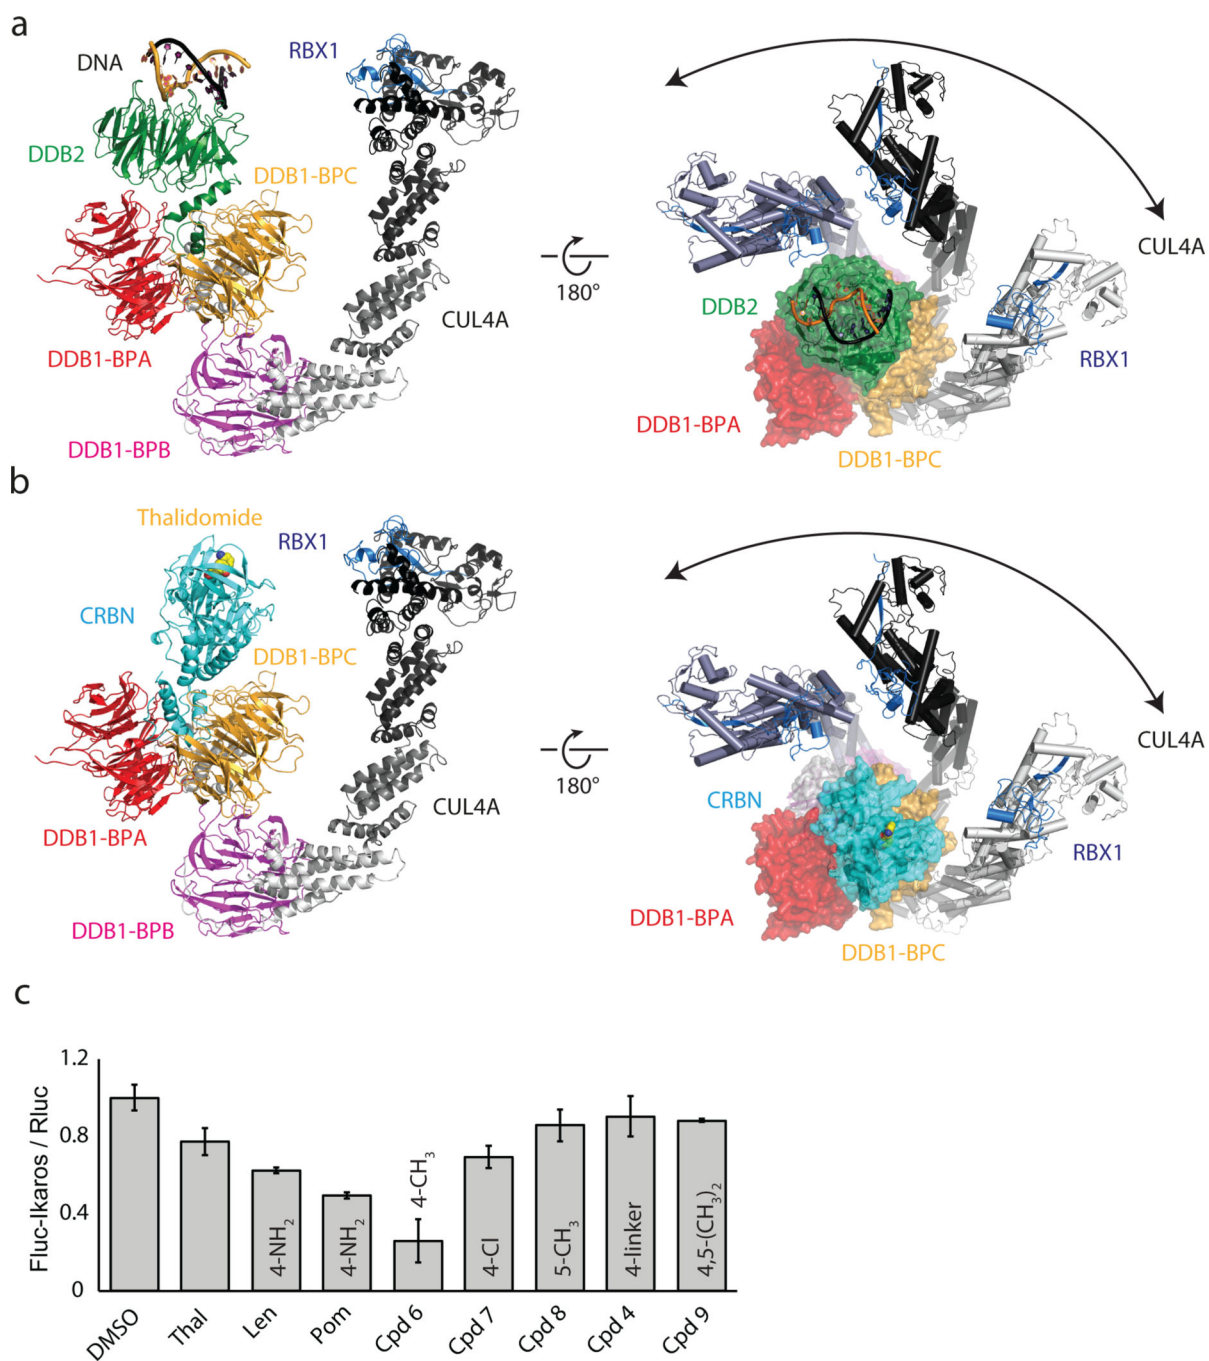 a
DNA
RBX1
DDB2
DDB1-BPC
DDB1-BPA
CUL4A
DDB1-BPB
180°
CUL4A
DDB2
RBX1
DDB1-BPA
DDB1-BPC
b
Thalidomide
RBX1
CRBN
DDB1-BPC
DDB1-BPA
CUL4A
DDB1-BPB
180°
CUL4A
CRBN
RBX1
DDB1-BPA
DDB1-BPC
c
Fluc-Ikaros / Rluc
1.2
0.8
0.4
0
4-NH₂
4-NH₂
4-CH₃
4-Cl
5-CH₃
4-linker
4,5-(CH₃)₂
DMSO
Thal
Len
Pom
Cpd 6
Cpd 7
Cpd 8
Cpd 4
Cpd 9